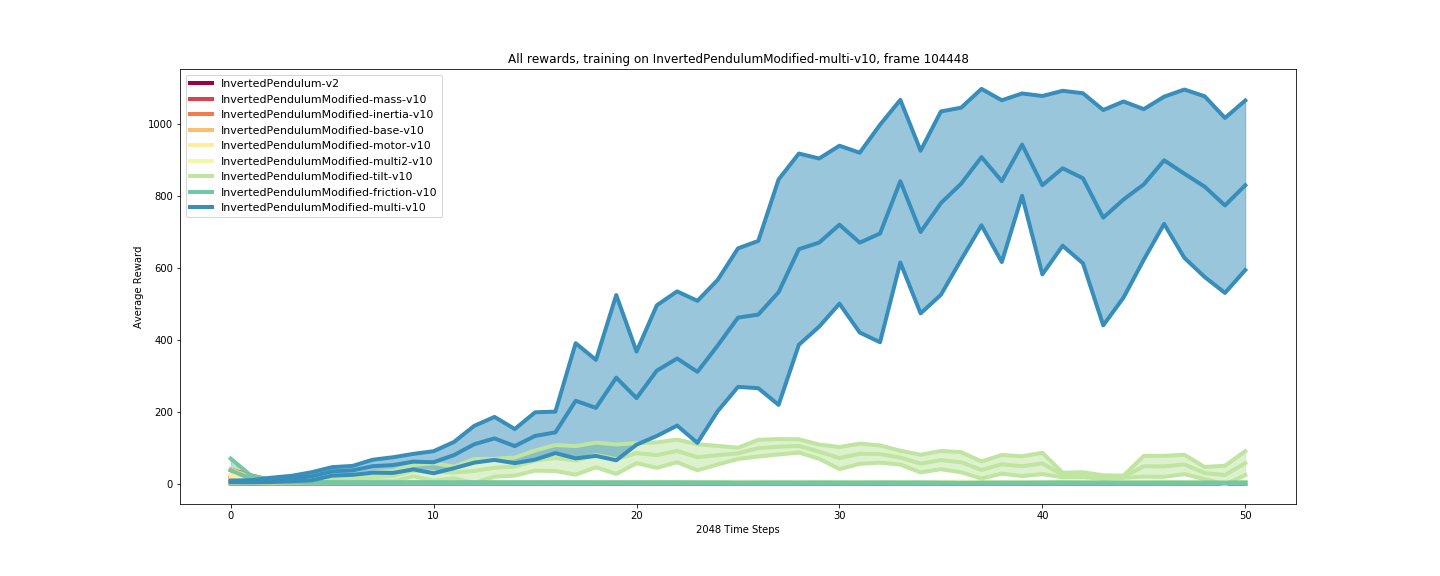 All rewards, training on InvertedPendulumModified-multi-v10, frame 104448
InvertedPendulum-v2
InvertedPendulumModified-mass-v10
InvertedPendulumModified-inertia-v10
InvertedPendulumModified-base-v10
InvertedPendulumModified-motor-v10
InvertedPendulumModified-multi2-v10
InvertedPendulumModified-tilt-v10
InvertedPendulumModified-friction-v10
InvertedPendulumModified-multi-v10
1000
800
600
400
200
0
Average Reward
0 10 20 30 40 50
2048 Time Steps